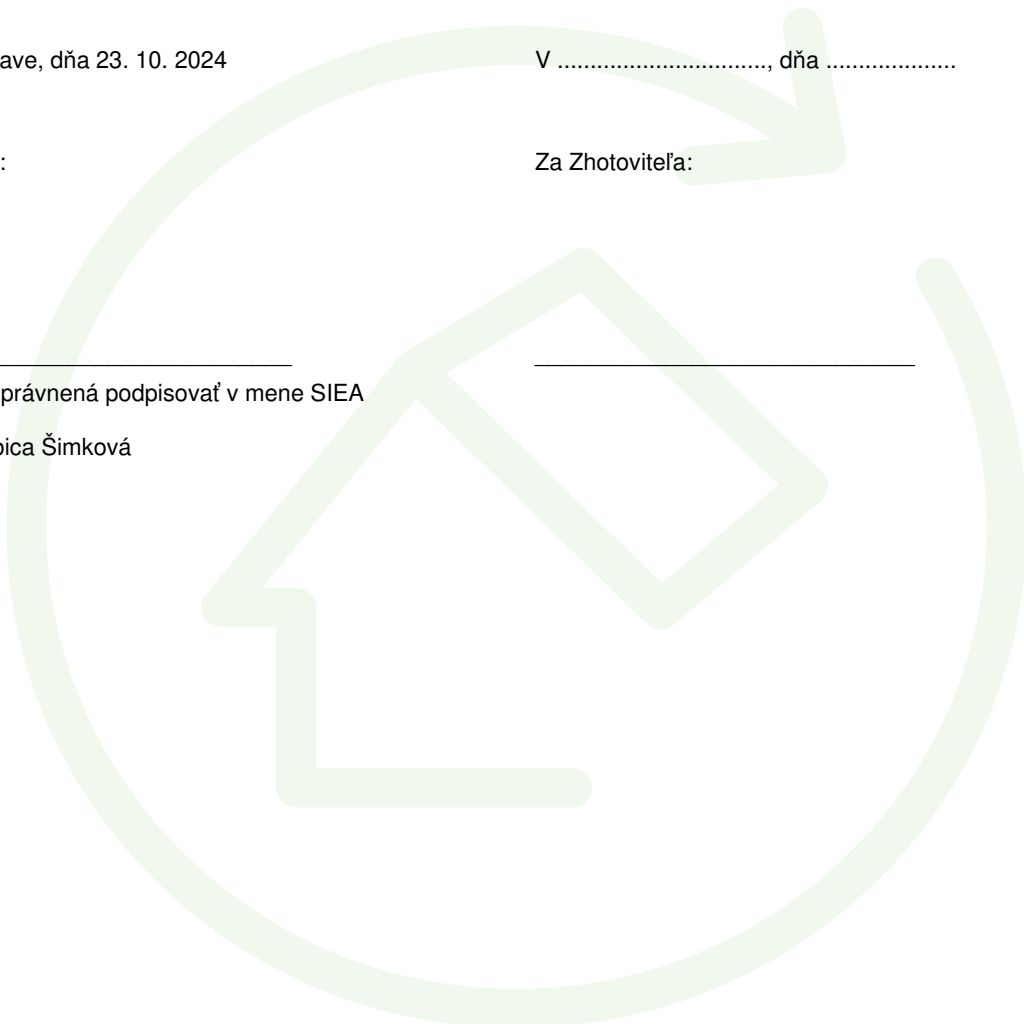 ave, dňa 23. 10. 2024
V ................................, dňa ....................
:
Za Zhotoviteľa:
právnená podpisovať v mene SIEA
bica Šimková